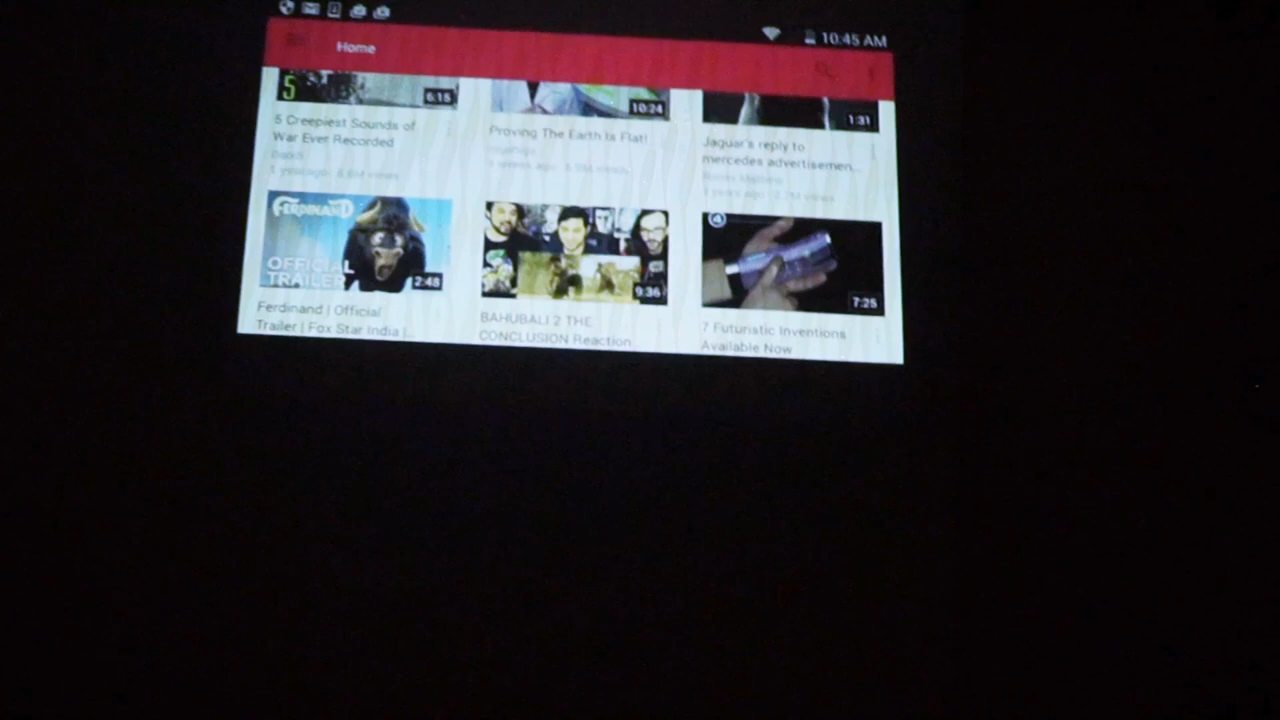 10:45 AM
Home
5
6:15
10:24
1:31
5 Creepiest Sounds of
War Ever Recorded
Proving The Earth Is Flat!
Jaguar's reply to
mercedes advertisemen...
FERDINAND
OFFICIAL
TRAILER
2:48
9:36
4
7:25
Ferdinand | Official
Trailer | Fox Star India |...
BAHUBALI 2 THE
CONCLUSION Reaction
7 Futuristic Inventions
Available Now